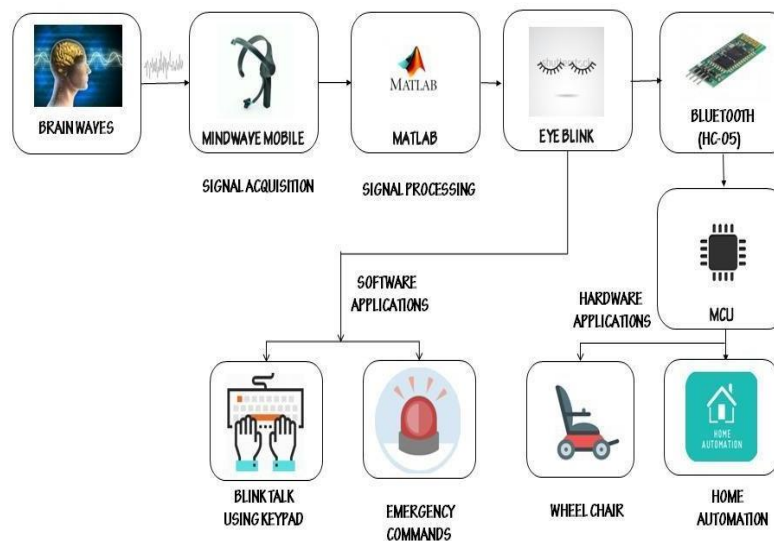 BRAIN WAVES
MINDWAVE MOBILE
MATLAB
MATLAB
EYE BLINK
BLUETOOTH
(HC-05)
SIGNAL ACQUISITION
SIGNAL PROCESSING
SOFTWARE
APPLICATIONS
HARDWARE
APPLICATIONS
MCU
HOME
AUTOMATION
BLINK TALK
USING KEYPAD
EMERGENCY
COMMANDS
WHEEL CHAIR
HOME
AUTOMATION